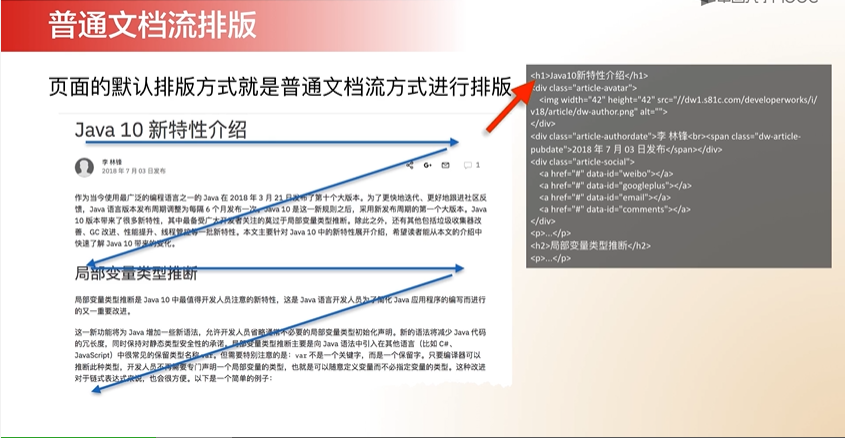 普通文档流排版
页面的默认排版方式就是普通文档流方式进行排版
Java 10 新特性介绍
李 林锋
2018 年 7 月 03 日发布
G+
1
作为当今使用最广泛的编程语言之一的 Java 在 2018 年 3 月 21 日发布了第十个大版本。为了更快地迭代、更好地跟进社区反
馈，Java 语言版本发布周期调整为每隔 6 个月发布一次。Java 10 是这一新规则之后，采用新发布周期的第一个大版本。Java
10 版本带来了很多新特性，其中最备受广大开发者关注的莫过于局部变量类型推断。除此之外，还有其他包括垃圾收集器改
善、GC 改进、性能提升、线程管控等一批新特性。本文主要针对 Java 10 中的新特性展开介绍，希望读者能从本文的介绍中
快速了解 Java 10 带来的变化。
局部变量类型推断
局部变量类型推断是 Java 10 中最值得开发人员注意的新特性，这是 Java 语言开发人员为了简化 Java 应用程序的编写而进行
的又一重要改进。
这一新功能将为 Java 增加一些新语法，允许开发人员省略通常不必要的局部变量类型初始化声明。新的语法将减少 Java 代码
的冗长度，同时保持对静态类型安全性的承诺。局部变量类型推断主要是向 Java 语法中引入在其他语言（比如 C#、
JavaScript）中很常见的保留类型名称 var。但需要特别注意的是：var 不是一个关键字，而是一个保留字。只要编译器可以
推断此种类型，开发人员不再需要专门声明一个局部变量的类型，也就是可以随意定义变量而不必指定变量的类型。这种改进
对于链式表达式来说，也会很方便。以下是一个简单的例子：
<h1>Java10新特性介绍</h1>
<div class="article-avatar">
<img width="42" height="42" src="//dw1.s81c.com/developerworks/i/
v18/article/dw-author.png" alt="">
</div>
<div class="article-authordate">李 林锋<br><span class="dw-article-
pubdate">2018 年 7 月 03 日发布</span></div>
<div class="article-social">
<a href="#" data-id="weibo"></a>
<a href="#" data-id="googleplus"></a>
<a href="#" data-id="email"></a>
<a href="#" data-id="comments"></a>
</div>
<p>...</p>
<h2>局部变量类型推断</h2>
<p>...</p>